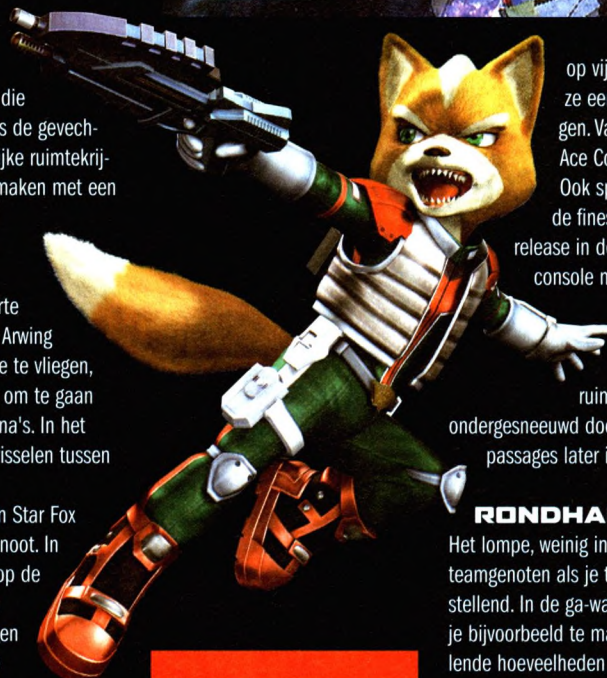 die
s de gevech-
ijke ruimtekrij-
maken met een
rte
Arwing
e te vliegen,
om te gaan
na's. In het
isselen tussen
n Star Fox
noot. In
op de
en
op vij
ze ee
gen. Va
Ace Co
Ook sp
de fines
release in de
console n
ruin
ondergesneeuwd doo
passages later i
RONDHA
Het lompe, weinig in
teamgenoten als je t
stellend. In de ga-wa
je bijvoorbeeld te ma
lende hoeveelheden